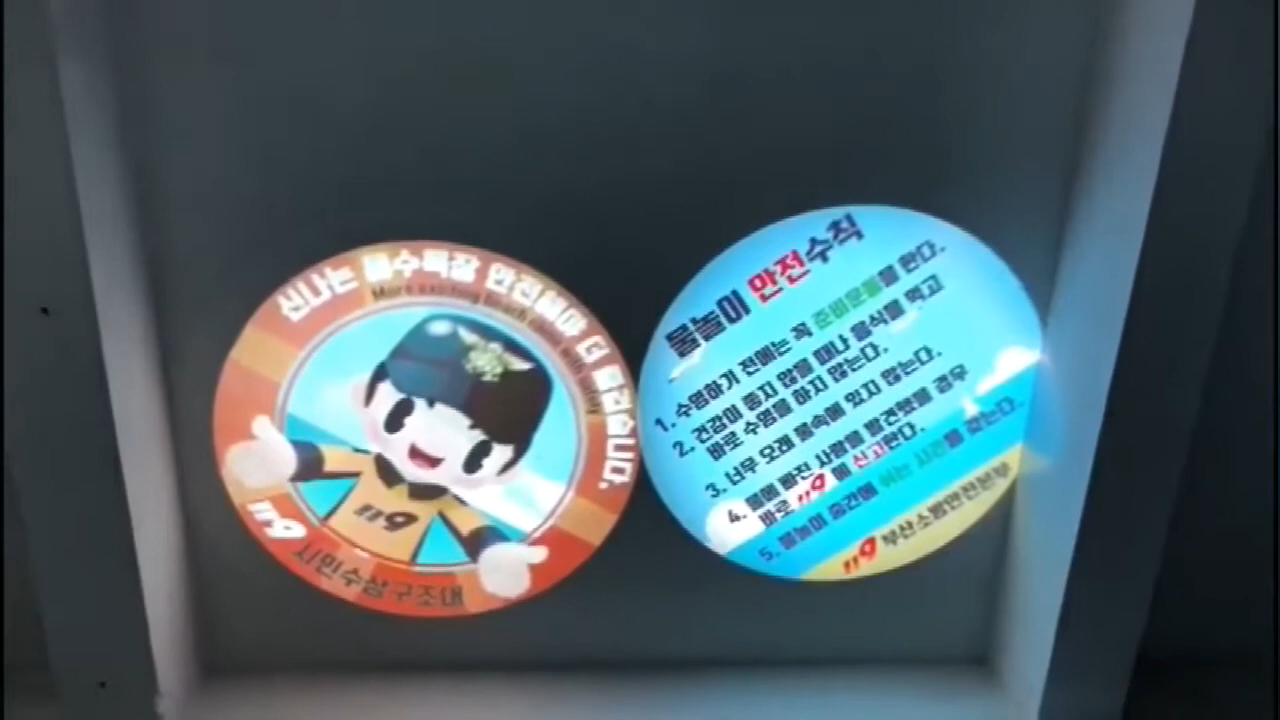 신나는 물수욕장 안전해야 더 즐겁습니다.
More exciting beach time with safety
119
119
시민수상구조대
물놀이 안전수칙
1. 수영하기 전에는 꼭 준비운동을 한다.
2. 건강이 좋지 않을 때나 음식를 먹고
바로 수영을 하지 않는다.
3. 너무 오래 물속에 있지 않는다.
4. 물에 빠진 사람을 발견했을 경우
바로 119에 신고한다.
5. 물놀이 중간에 쉬는 시간을 갖는다.
119 부산소방안전본부